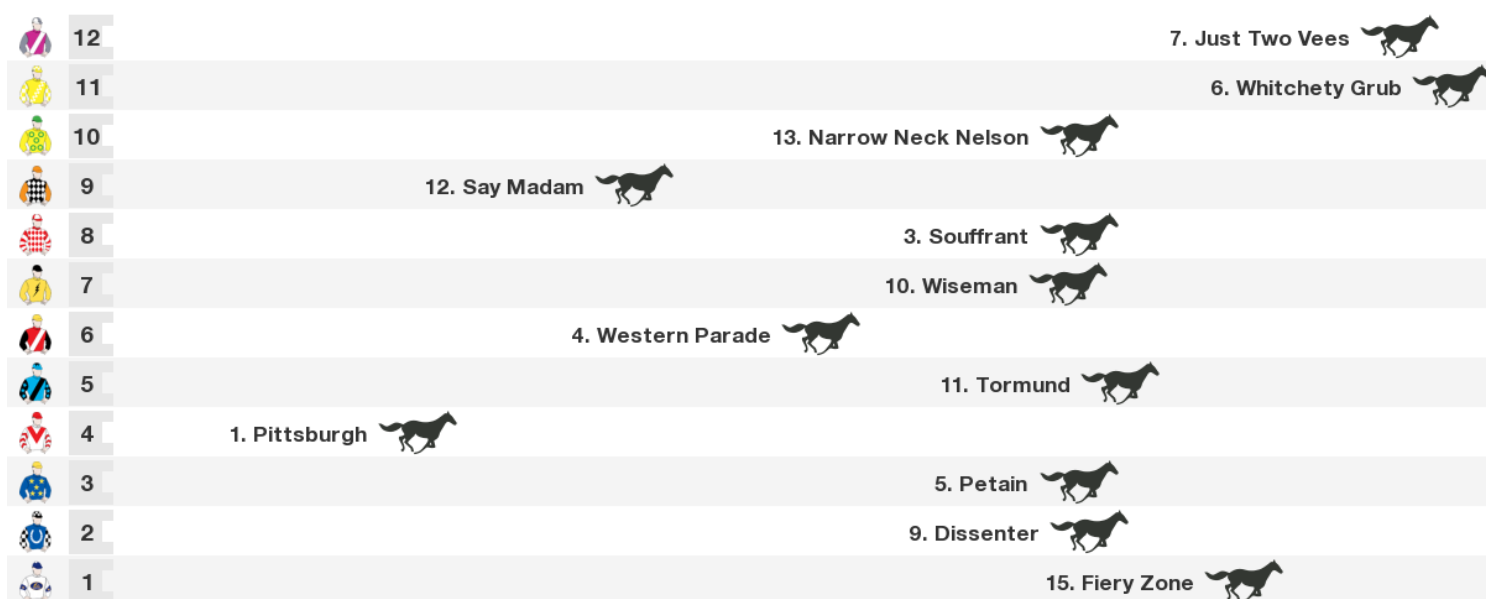 12 7. Just Two Vees
11 6. Whitchety Grub
10 13. Narrow Neck Nelson
9 12. Say Madam
8 3. Souffrant
7 10. Wiseman
6 4. Western Parade
5 11. Tormund
4 1. Pittsburgh
3 5. Petain
2 9. Dissenter
1 15. Fiery Zone